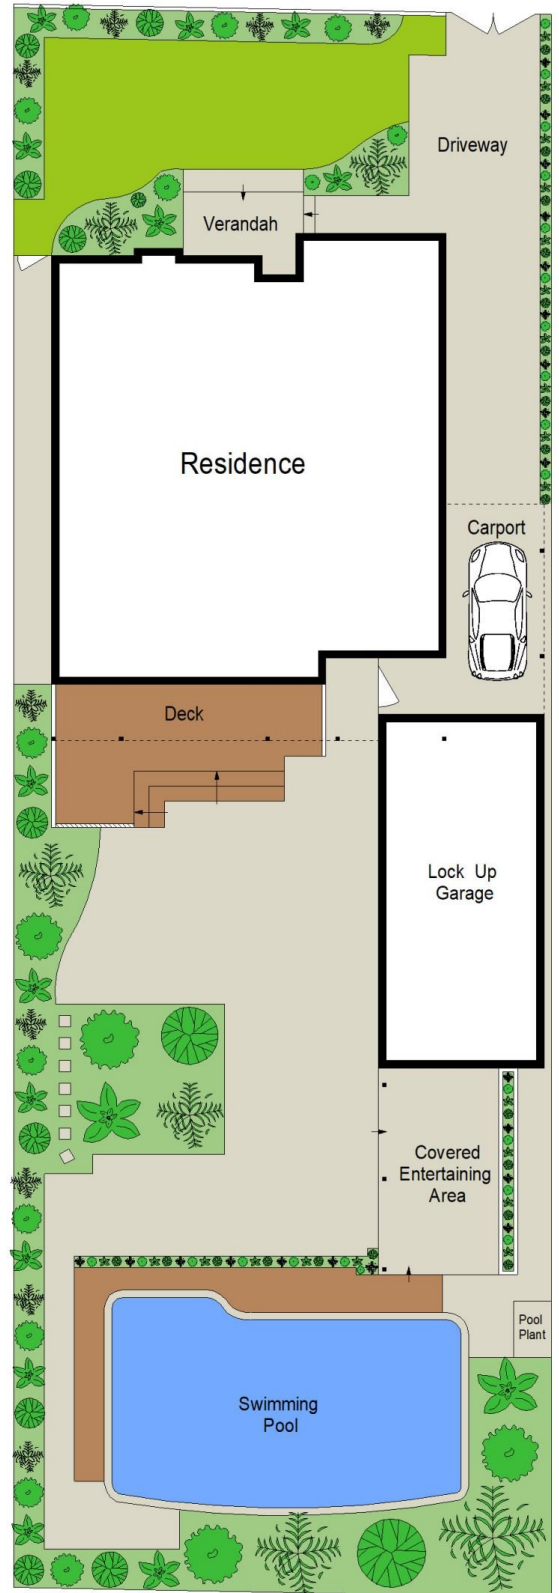 Driveway
Verandah
Residence
Carport
Deck
Lock Up
Garage
Covered
Entertaining
Area
Pool
Plant
Swimming
Pool